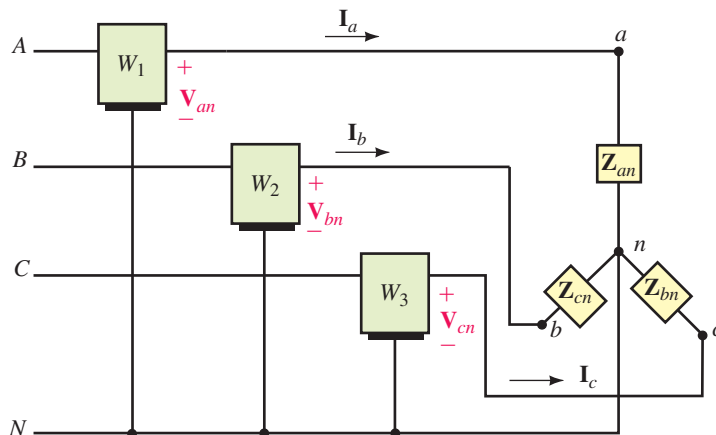 A
W1
+
Van
−
Ia
a
Zan
B
W2
+
Vbn
−
Ib
n
Zcn
Zbn
b
c
C
W3
+
Vcn
−
Ic
N